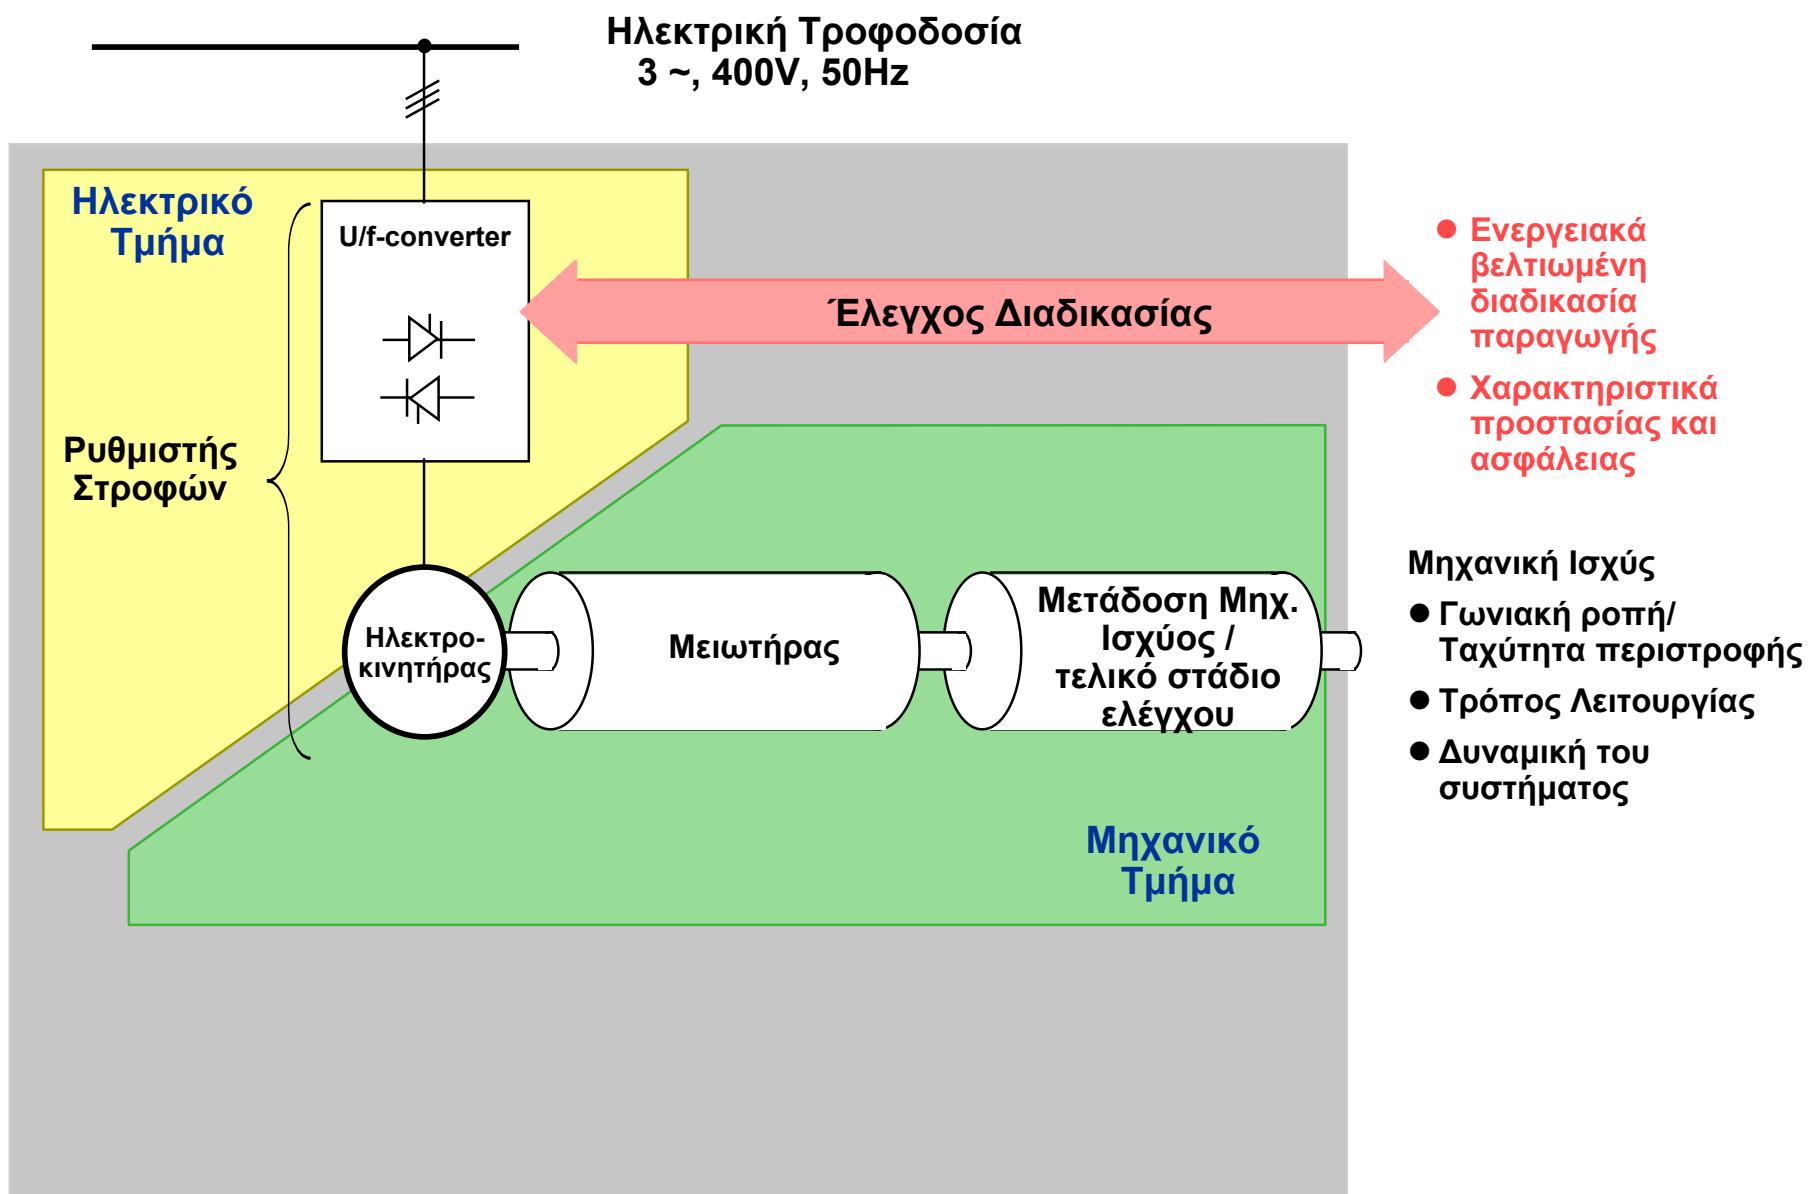 Ηλεκτρική Τροφοδοσία
3 ~, 400V, 50Hz
Ηλεκτρικό
Τμήμα
U/f-converter
Έλεγχος Διαδικασίας
● Ενεργειακά
βελτιωμένη
διαδικασία
παραγωγής
● Χαρακτηριστικά
προστασίας και
ασφάλειας
Ρυθμιστής
Στροφών
Ηλεκτρο-
κινητήρας
Μειωτήρας
Μετάδοση Μηχ.
Ισχύος /
τελικό στάδιο
ελέγχου
Μηχανική Ισχύς
● Γωνιακή ροπή/
Ταχύτητα περιστροφής
● Τρόπος Λειτουργίας
● Δυναμική του
συστήματος
Μηχανικό
Τμήμα